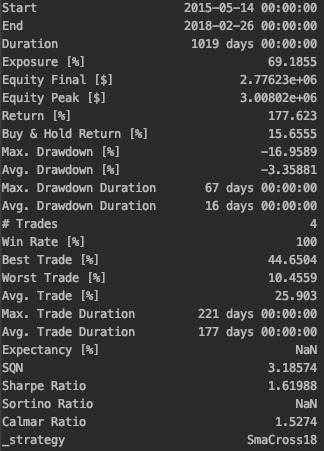 Start 2015-05-14 00:00:00
End 2018-02-26 00:00:00
Duration 1019 days 00:00:00
Exposure [%] 69.1855
Equity Final [$] 2.77623e+06
Equity Peak [$] 3.00802e+06
Return [%] 177.623
Buy & Hold Return [%] 15.6555
Max. Drawdown [%] -16.9589
Avg. Drawdown [%] -3.35881
Max. Drawdown Duration 67 days 00:00:00
Avg. Drawdown Duration 16 days 00:00:00
# Trades 4
Win Rate [%] 100
Best Trade [%] 44.6504
Worst Trade [%] 10.4559
Avg. Trade [%] 25.903
Max. Trade Duration 221 days 00:00:00
Avg. Trade Duration 177 days 00:00:00
Expectancy [%] NaN
SQN 3.18574
Sharpe Ratio 1.61988
Sortino Ratio NaN
Calmar Ratio 1.5274
_strategy SmaCross18